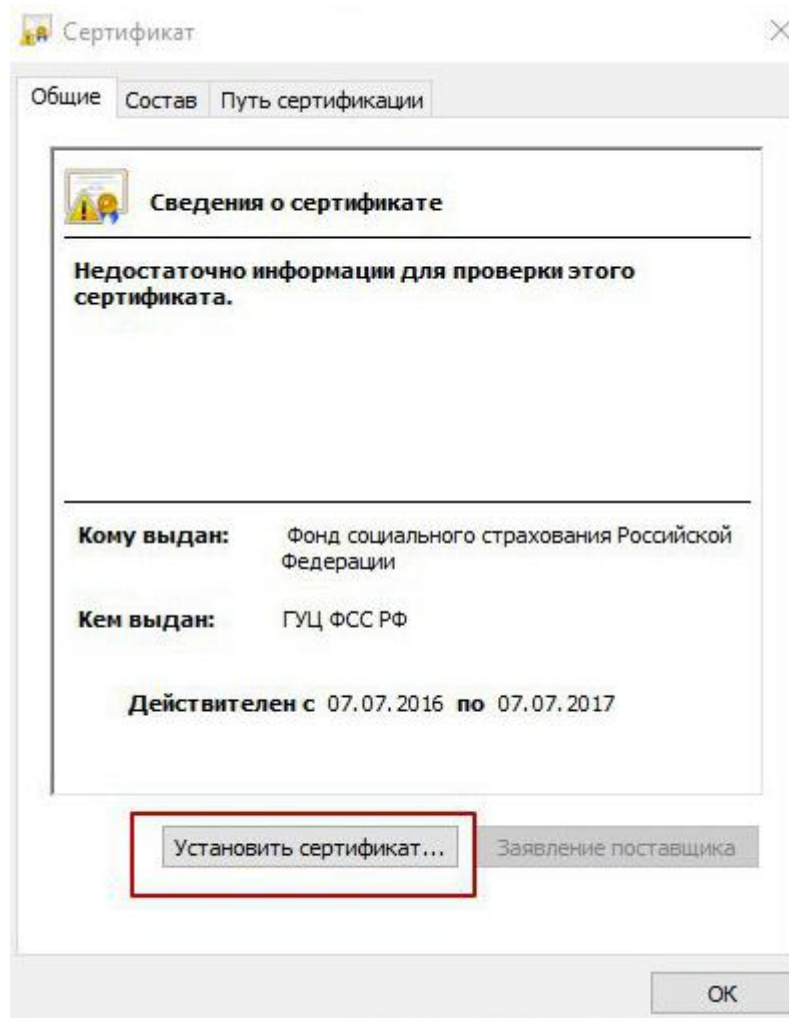 Сертификат
Общие Состав Путь сертификации
Сведения о сертификате
Недостаточно информации для проверки этого
сертификата.
Кому выдан: Фонд социального страхования Российской
Федерации
Кем выдан: ГУЦ ФСС РФ
Действителен с 07.07.2016 по 07.07.2017
Установить сертификат... Заявление поставщика
ОК